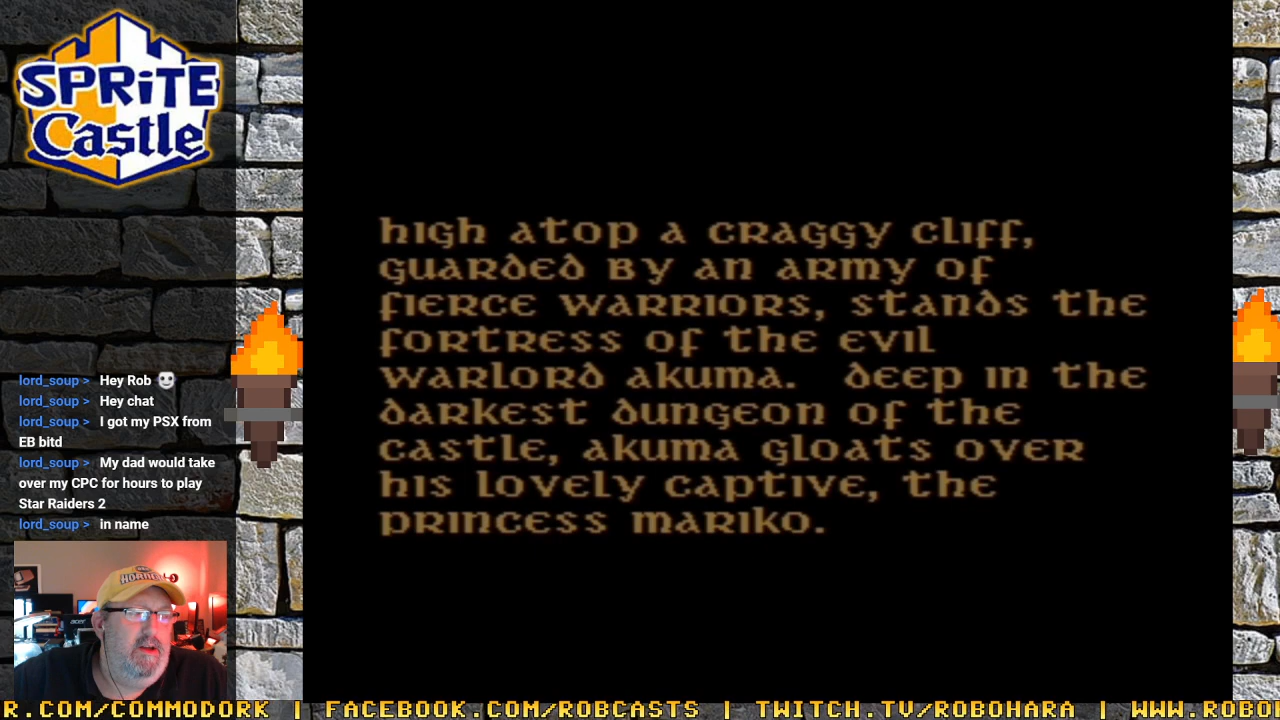 SPRiTE
Castle
high atop a craggy cliff,
guarded by an army of
fierce warriors, stands the
fortress of the evil
warlord akuma.  deep in the
darkest dungeon of the
castle, akuma gloats over
his lovely captive, the
princess mariko.
lord_soup > Hey Rob
lord_soup > Hey chat
lord_soup > I got my PSX from
EB bitd
lord_soup > My dad would take
over my CPC for hours to play
Star Raiders 2
lord_soup > in name
acer
R.COM/COMMODORK | FACEBOOK.COM/ROBCASTS | TWITCH.TV/ROBOHARA | WWW.ROBO